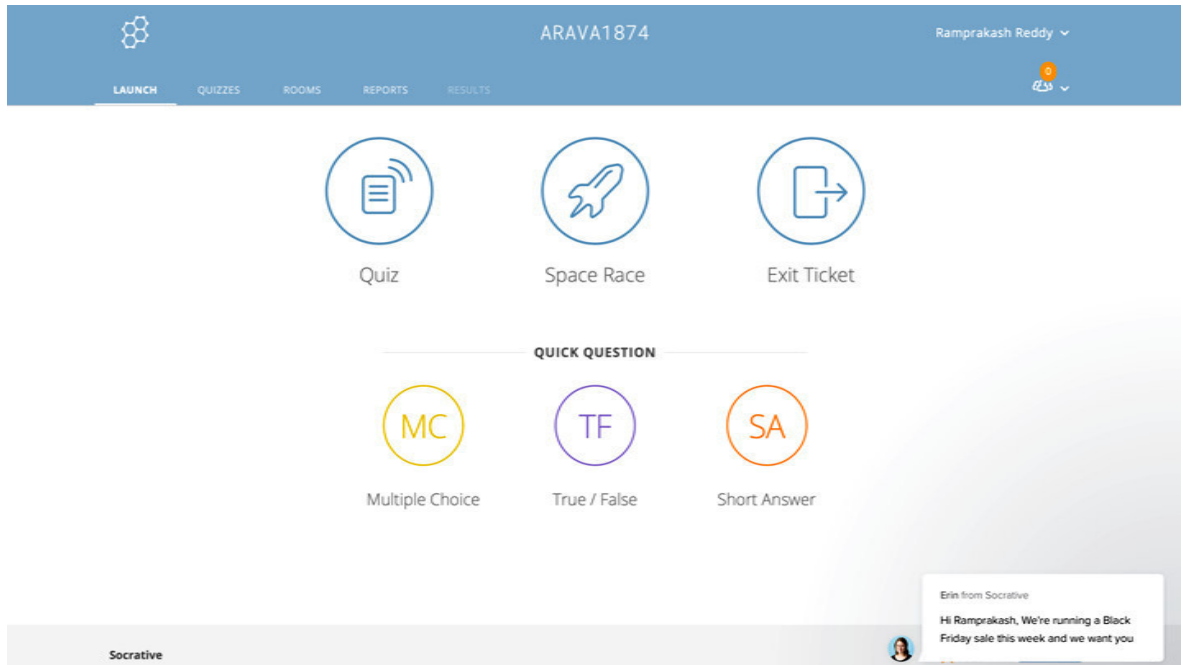 ARAVA1874
Ramprakash Reddy
0
LAUNCH QUIZZES ROOMS REPORTS RESULTS
Quiz Space Race Exit Ticket
QUICK QUESTION
MC TF SA
Multiple Choice True / False Short Answer
Erin from Socrative
Hi Ramprakash, We're running a Black
Friday sale this week and we want you
Socrative